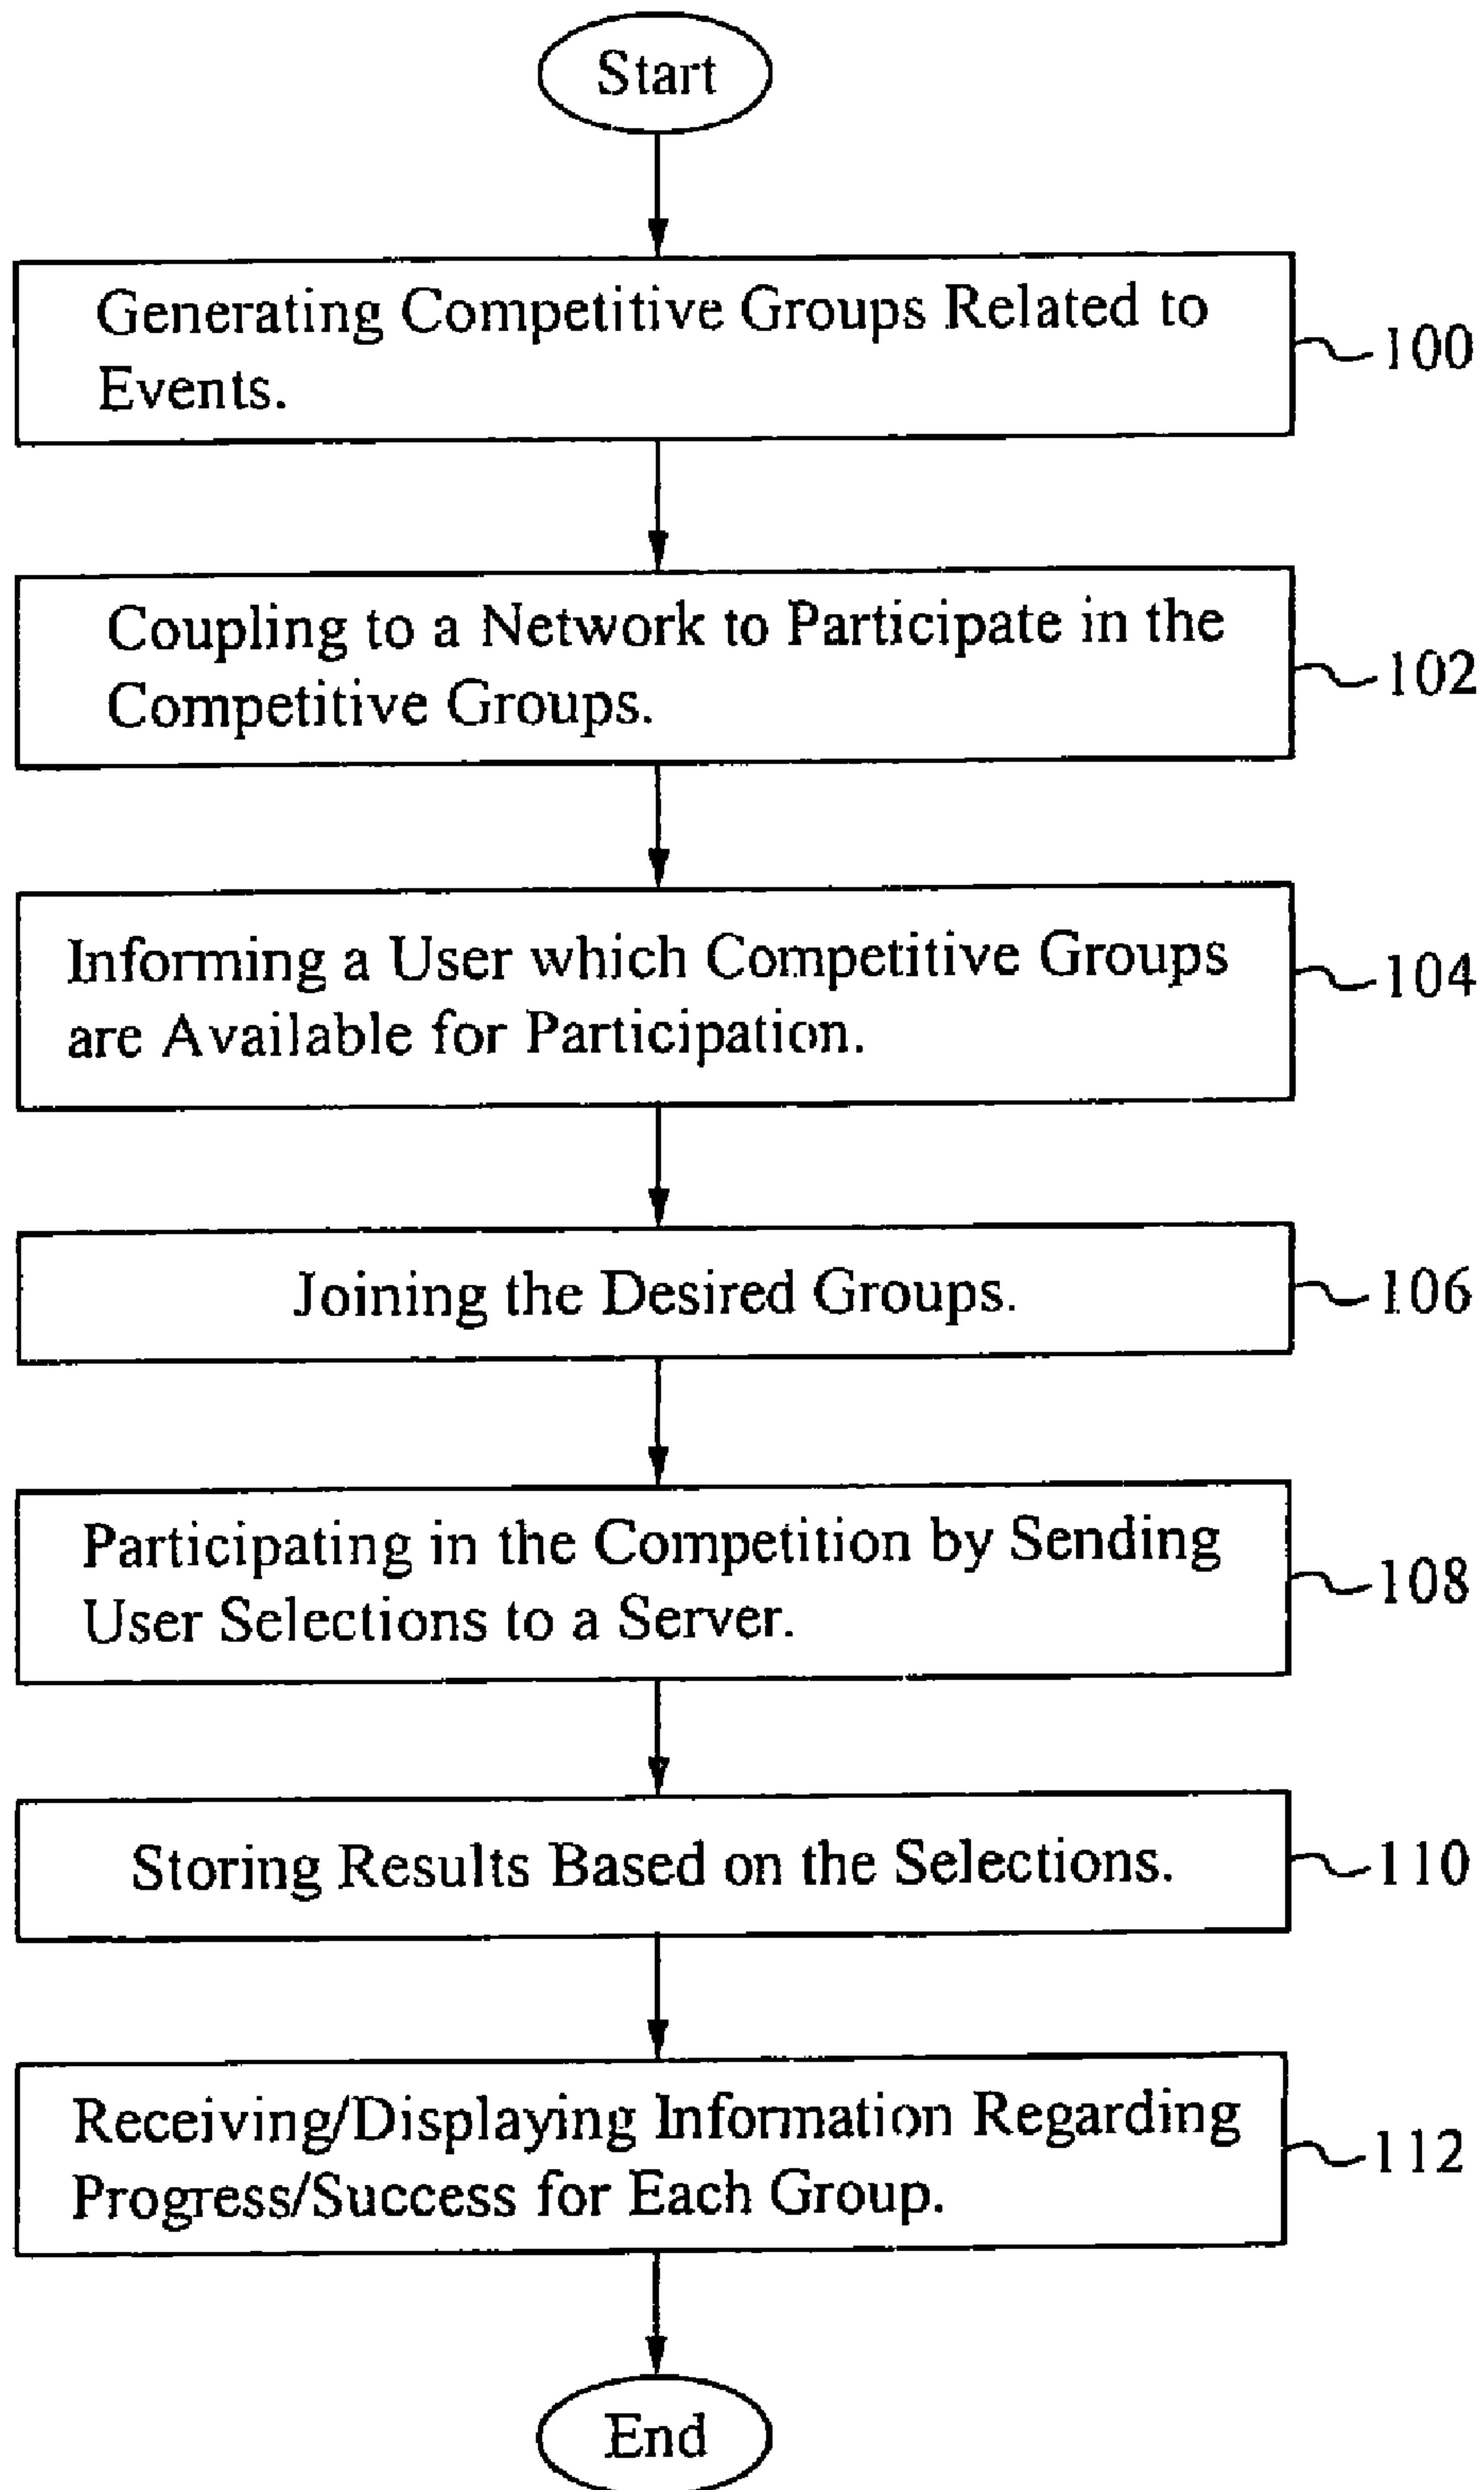 Start
Generating Competitive Groups Related to
Events.
100
Coupling to a Network to Participate in the
Competitive Groups.
102
Informing a User which Competitive Groups
are Available for Participation.
104
Joining the Desired Groups.
106
Participating in the Competition by Sending
User Selections to a Server.
108
Storing Results Based on the Selections.
110
Receiving/Displaying Information Regarding
Progress/Success for Each Group.
112
End